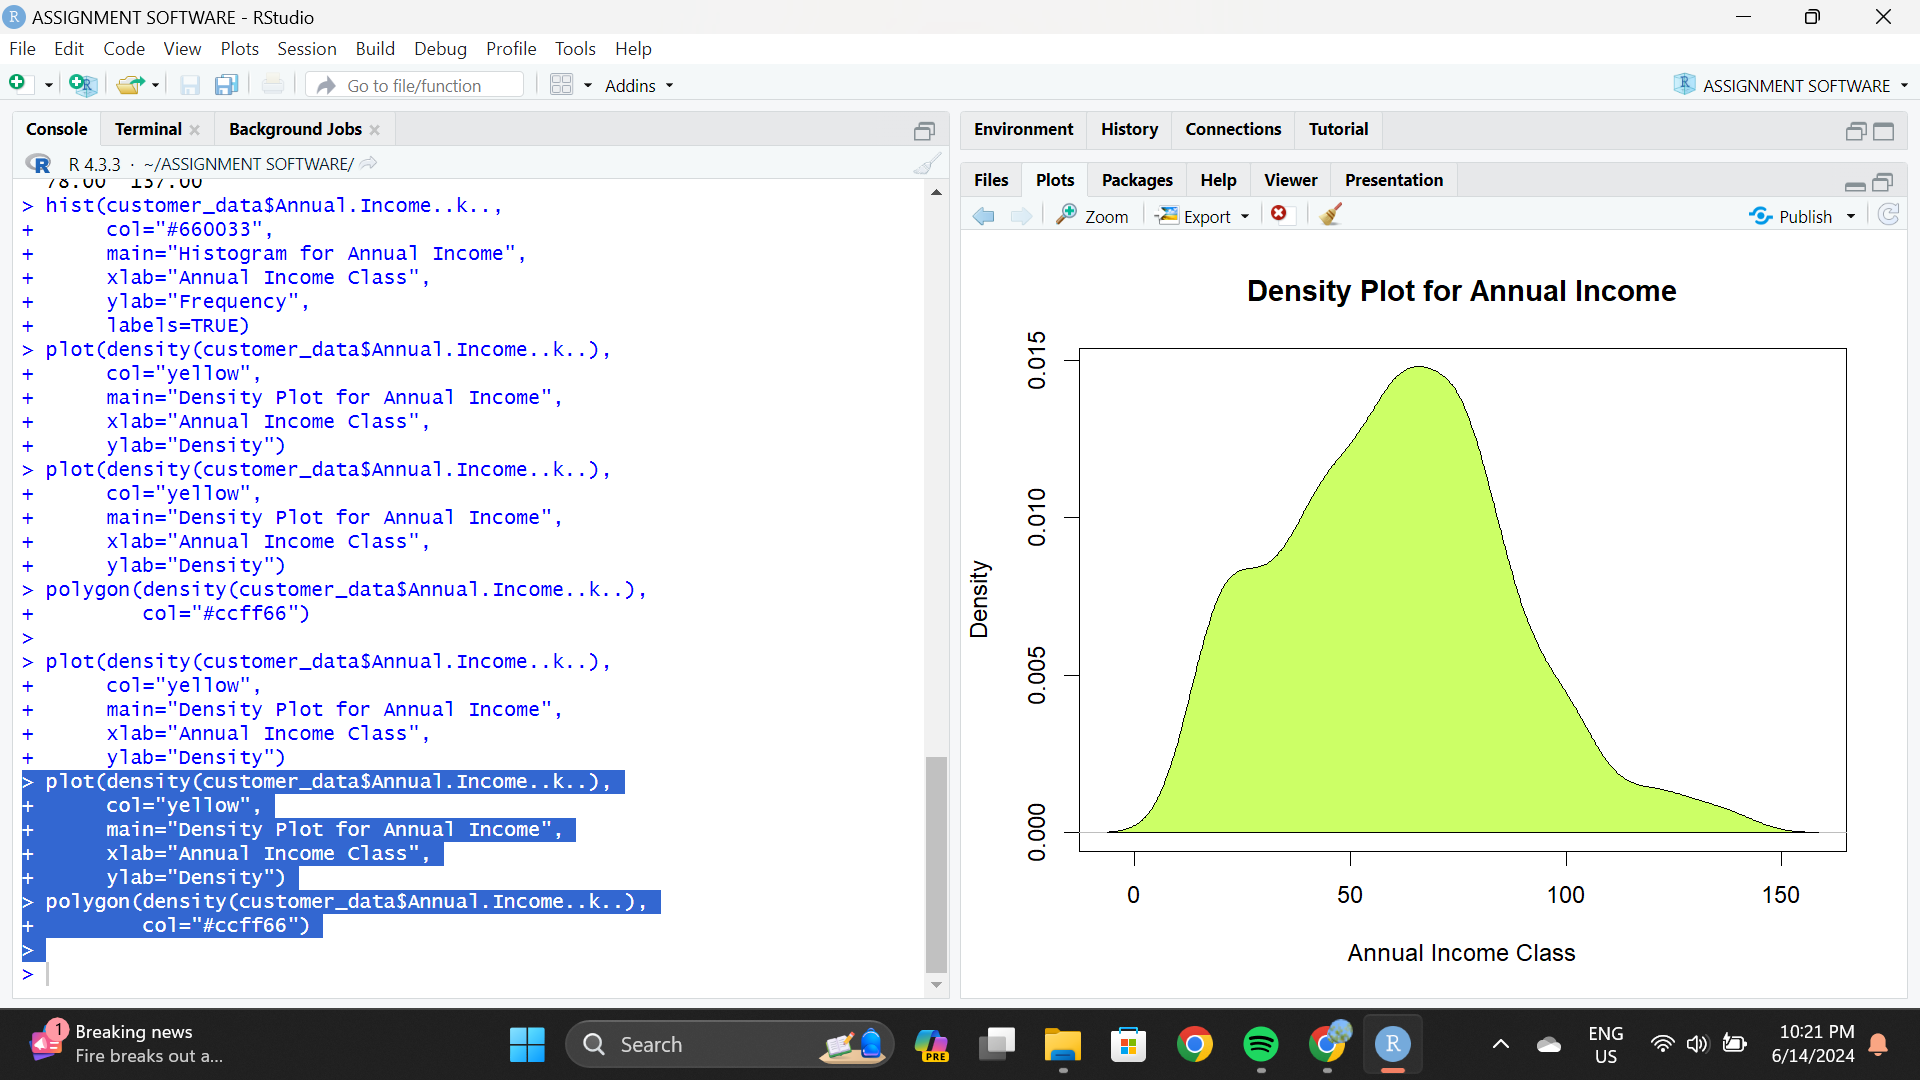 ASSIGNMENT SOFTWARE - RStudio
File Edit Code View Plots Session Build Debug Profile Tools Help
Go to file/function
Addins
ASSIGNMENT SOFTWARE
Console Terminal Background Jobs
R 4.3.3 · ~/ASSIGNMENT SOFTWARE/
78.00 137.00
> hist(customer_data$Annual.Income..k..,
+      col="#660033",
+      main="Histogram for Annual Income",
+      xlab="Annual Income Class",
+      ylab="Frequency",
+      labels=TRUE)
> plot(density(customer_data$Annual.Income..k..),
+      col="yellow",
+      main="Density Plot for Annual Income",
+      xlab="Annual Income Class",
+      ylab="Density")
> plot(density(customer_data$Annual.Income..k..),
+      col="yellow",
+      main="Density Plot for Annual Income",
+      xlab="Annual Income Class",
+      ylab="Density")
> polygon(density(customer_data$Annual.Income..k..),
+         col="#ccff66")
>
> plot(density(customer_data$Annual.Income..k..),
+      col="yellow",
+      main="Density Plot for Annual Income",
+      xlab="Annual Income Class",
+      ylab="Density")
> plot(density(customer_data$Annual.Income..k..),
+      col="yellow",
+      main="Density Plot for Annual Income",
+      xlab="Annual Income Class",
+      ylab="Density")
> polygon(density(customer_data$Annual.Income..k..),
+         col="#ccff66")
>
>
Environment History Connections Tutorial
Files Plots Packages Help Viewer Presentation
Zoom Export Publish
Density Plot for Annual Income
0.015
0.010
0.005
0.000
Density
0 50 100 150
Annual Income Class
1
Breaking news
Fire breaks out a...
Search
PRE
ENG
US
10:21 PM
6/14/2024